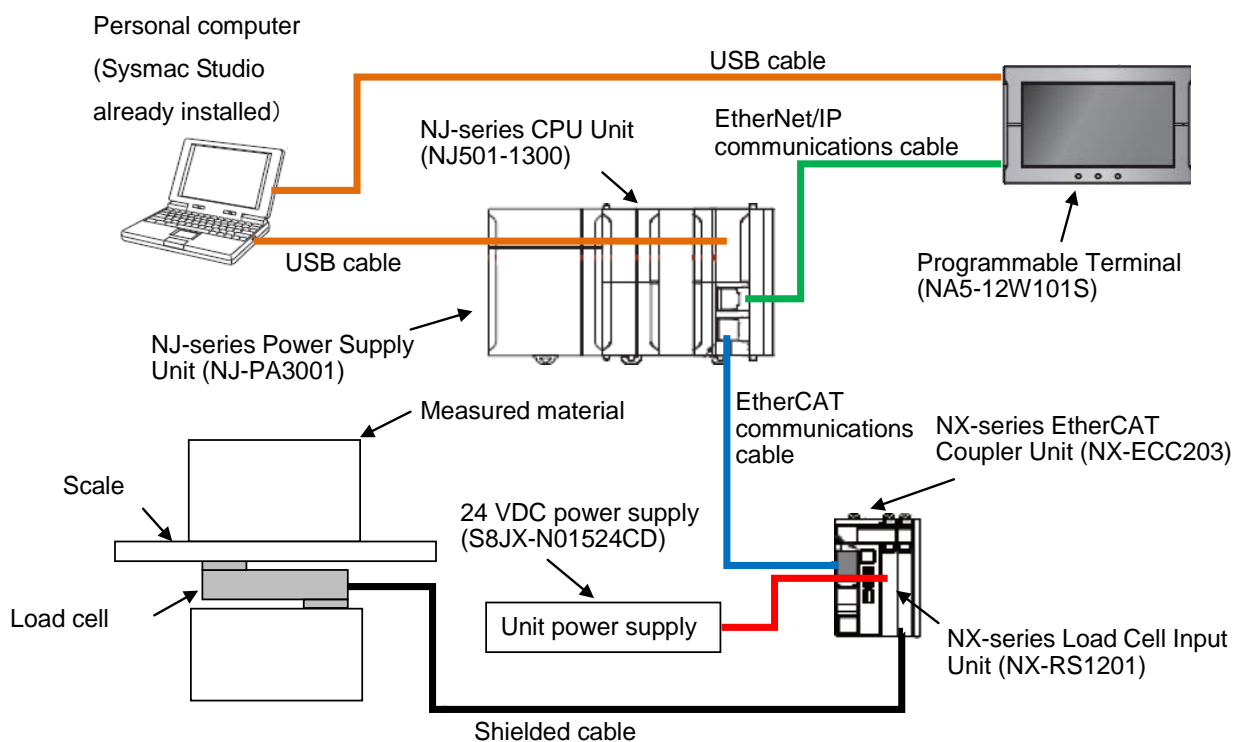 Personal computer
(Sysmac Studio
already installed）
USB cable
NJ-series CPU Unit
(NJ501-1300)
EtherNet/IP
communications cable
USB cable
Programmable Terminal
(NA5-12W101S)
NJ-series Power Supply
Unit (NJ-PA3001)
Measured material
EtherCAT
communications
cable
NX-series EtherCAT
Coupler Unit (NX-ECC203)
Scale
24 VDC power supply
(S8JX-N01524CD)
Load cell
Unit power supply
NX-series Load Cell Input
Unit (NX-RS1201)
Shielded cable